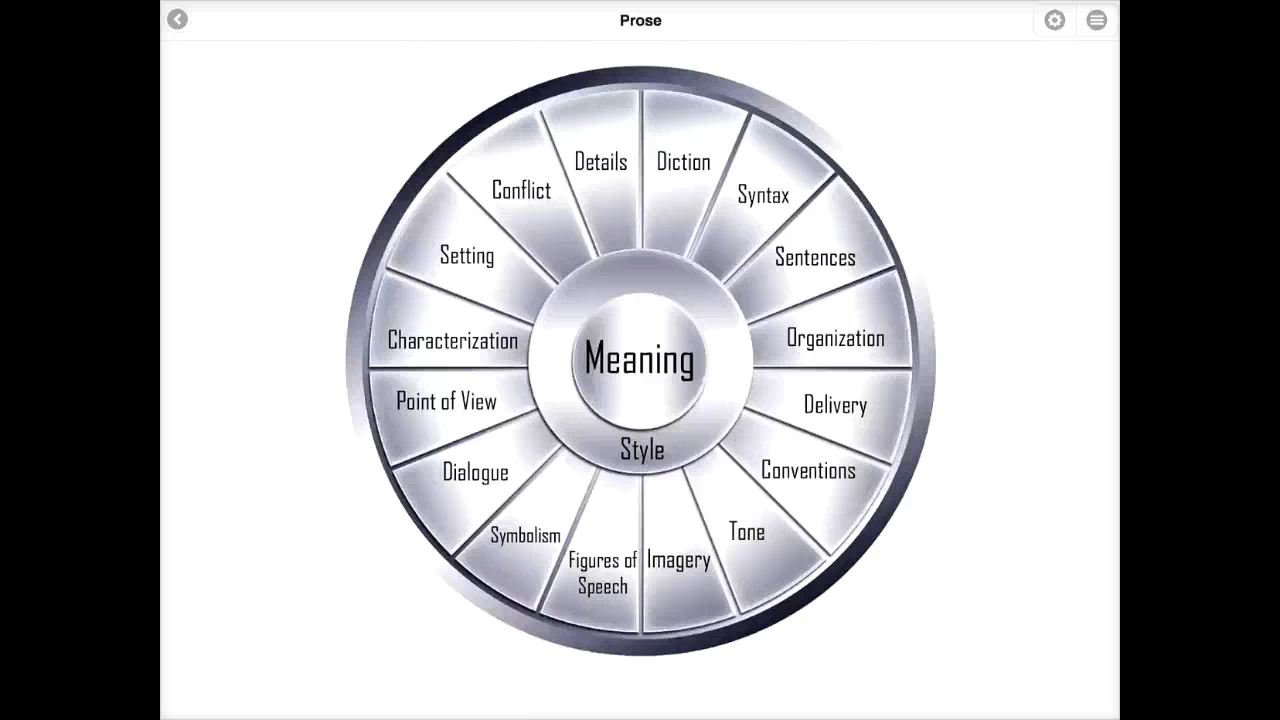 Prose
Details
Diction
Conflict
Syntax
Setting
Sentences
Characterization
Organization
Meaning
Point of View
Delivery
Style
Dialogue
Conventions
Symbolism
Tone
Figures of
Speech
Imagery